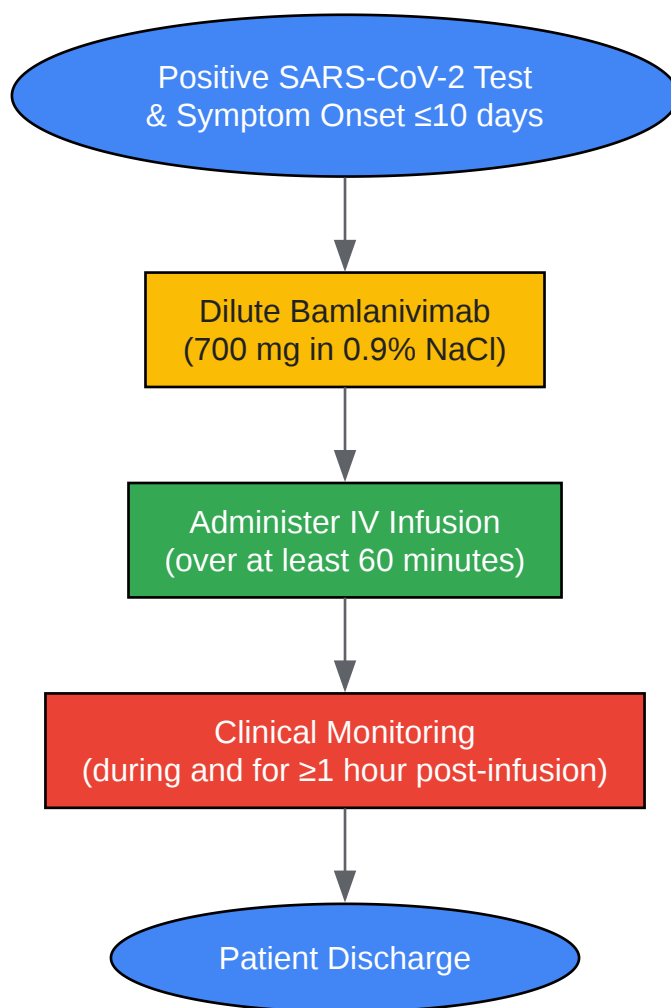 Positive SARS-CoV-2 Test
& Symptom Onset ≤10 days
Dilute Bamlanivimab
(700 mg in 0.9% NaCl)
Administer IV Infusion
(over at least 60 minutes)
Clinical Monitoring
(during and for ≥1 hour post-infusion)
Patient Discharge